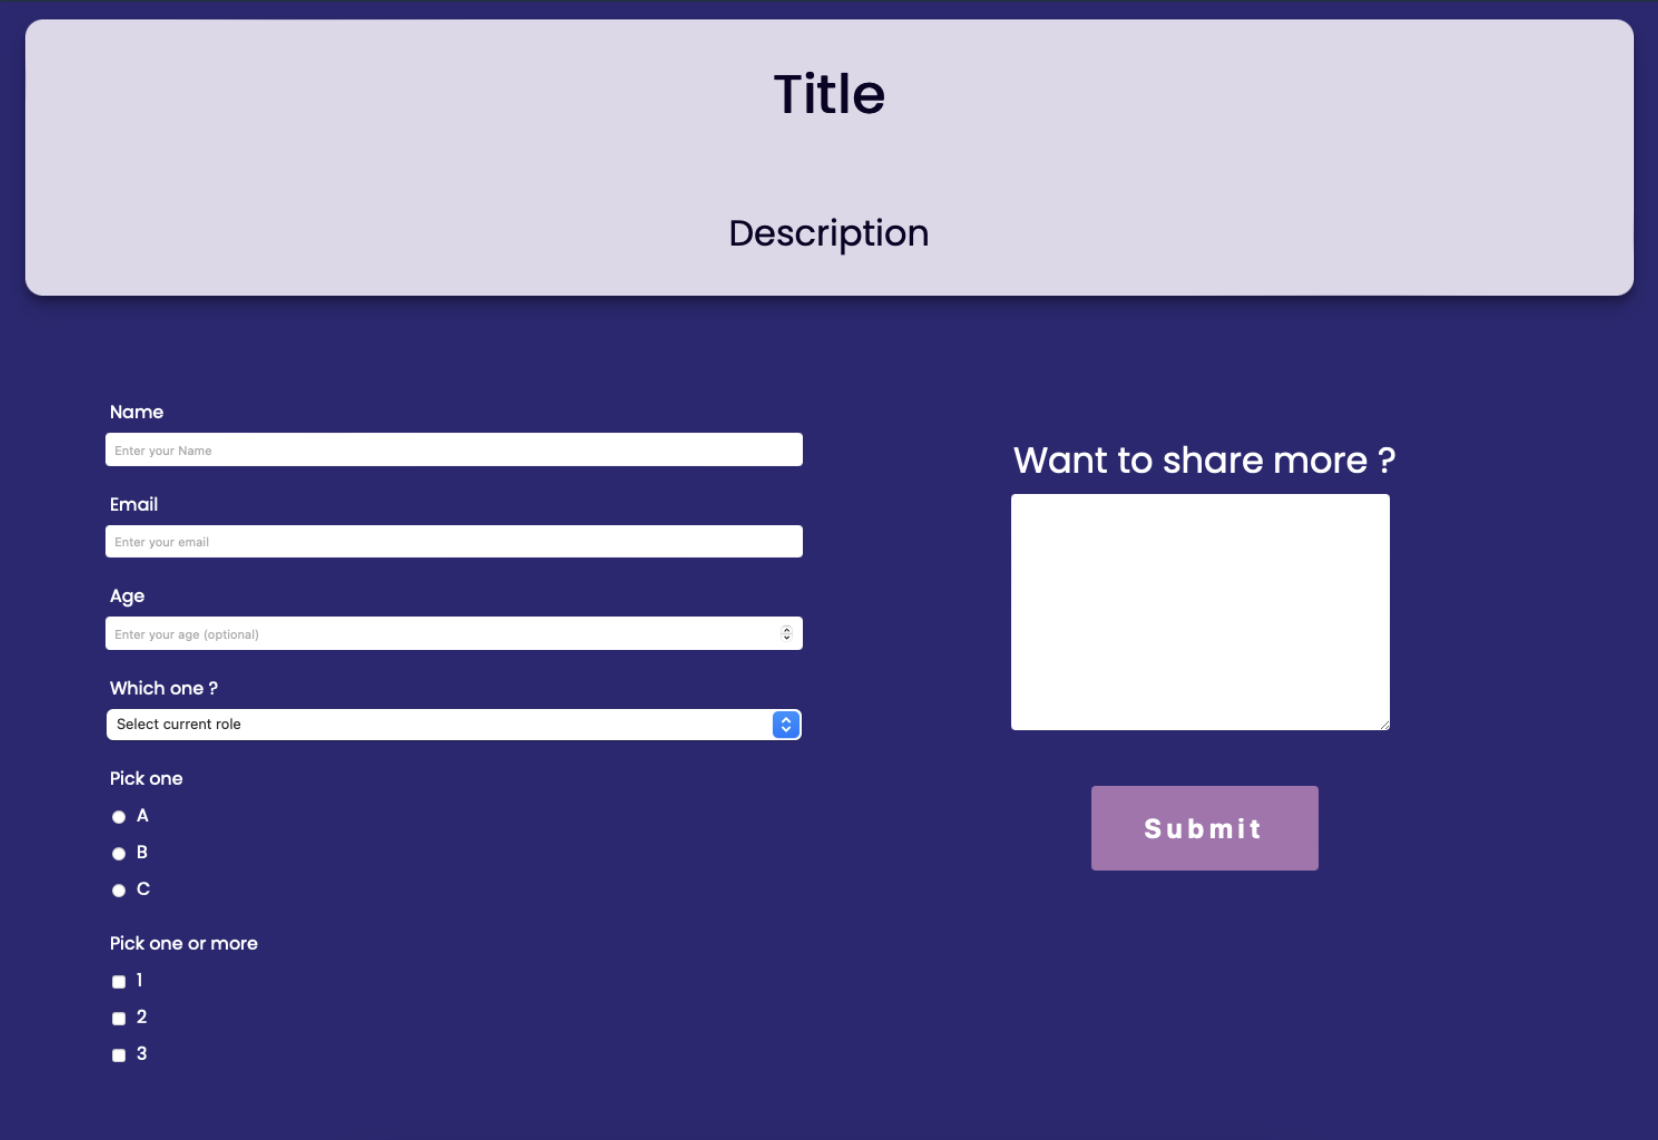 Title
Description
Name
Enter your Name
Email
Enter your email
Age
Enter your age (optional)
Which one ?
Select current role
Pick one
A
B
C
Pick one or more
1
2
3
Want to share more ?
Submit